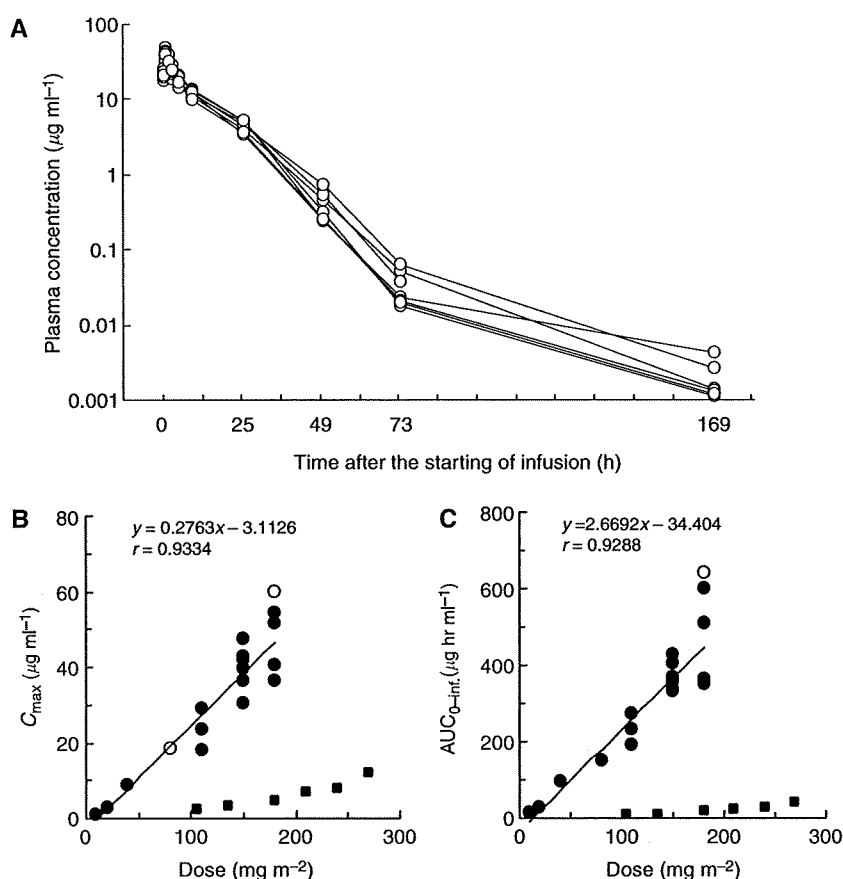 A
Plasma concentration (μg ml⁻¹)
100
10
1
0.1
0.01
0.001
0 25 49 73 169
Time after the starting of infusion (h)
B
y = 0.2763x – 3.1126
r = 0.9334
Cmax (μg ml⁻¹)
80
60
40
20
0
0 100 200 300
Dose (mg m⁻²)
C
y =2.6692x – 34.404
r = 0.9288
AUC0–inf.(μg hr ml⁻¹)
800
600
400
200
0
0 100 200 300
Dose (mg m⁻²)